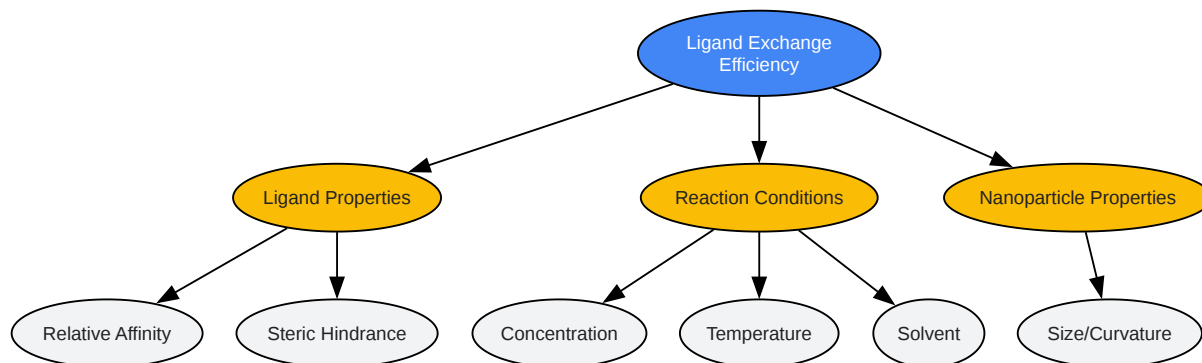 Ligand Exchange
Efficiency
Ligand Properties
Reaction Conditions
Nanoparticle Properties
Relative Affinity
Steric Hindrance
Concentration
Temperature
Solvent
Size/Curvature